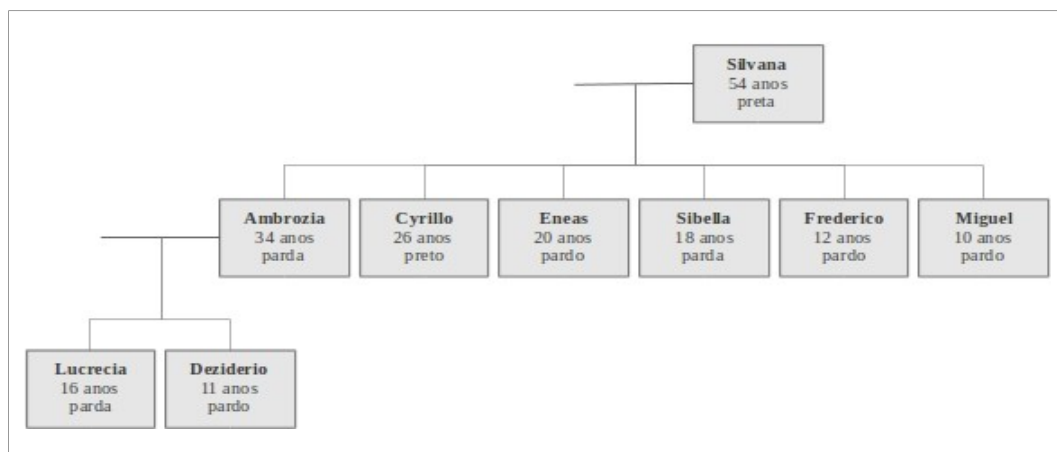 Silvana
54 anos
preta
Ambrozia
34 anos
parda
Cyrillo
26 anos
preto
Eneas
20 anos
pardo
Sibella
18 anos
parda
Frederico
12 anos
pardo
Miguel
10 anos
pardo
Lucrecia
16 anos
parda
Deziderio
11 anos
pardo